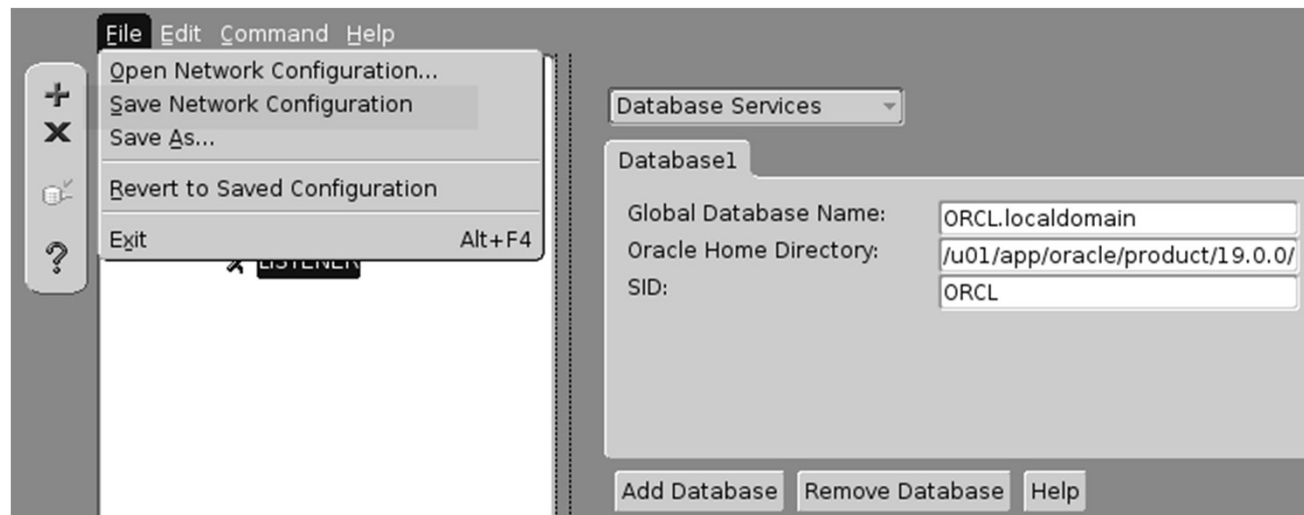 File Edit Command Help
Open Network Configuration...
Save Network Configuration
Save As...
Revert to Saved Configuration
Exit Alt+F4
LISTENER
Database Services
Database1
Global Database Name: ORCL.localdomain
Oracle Home Directory: /u01/app/oracle/product/19.0.0/
SID: ORCL
Add Database Remove Database Help